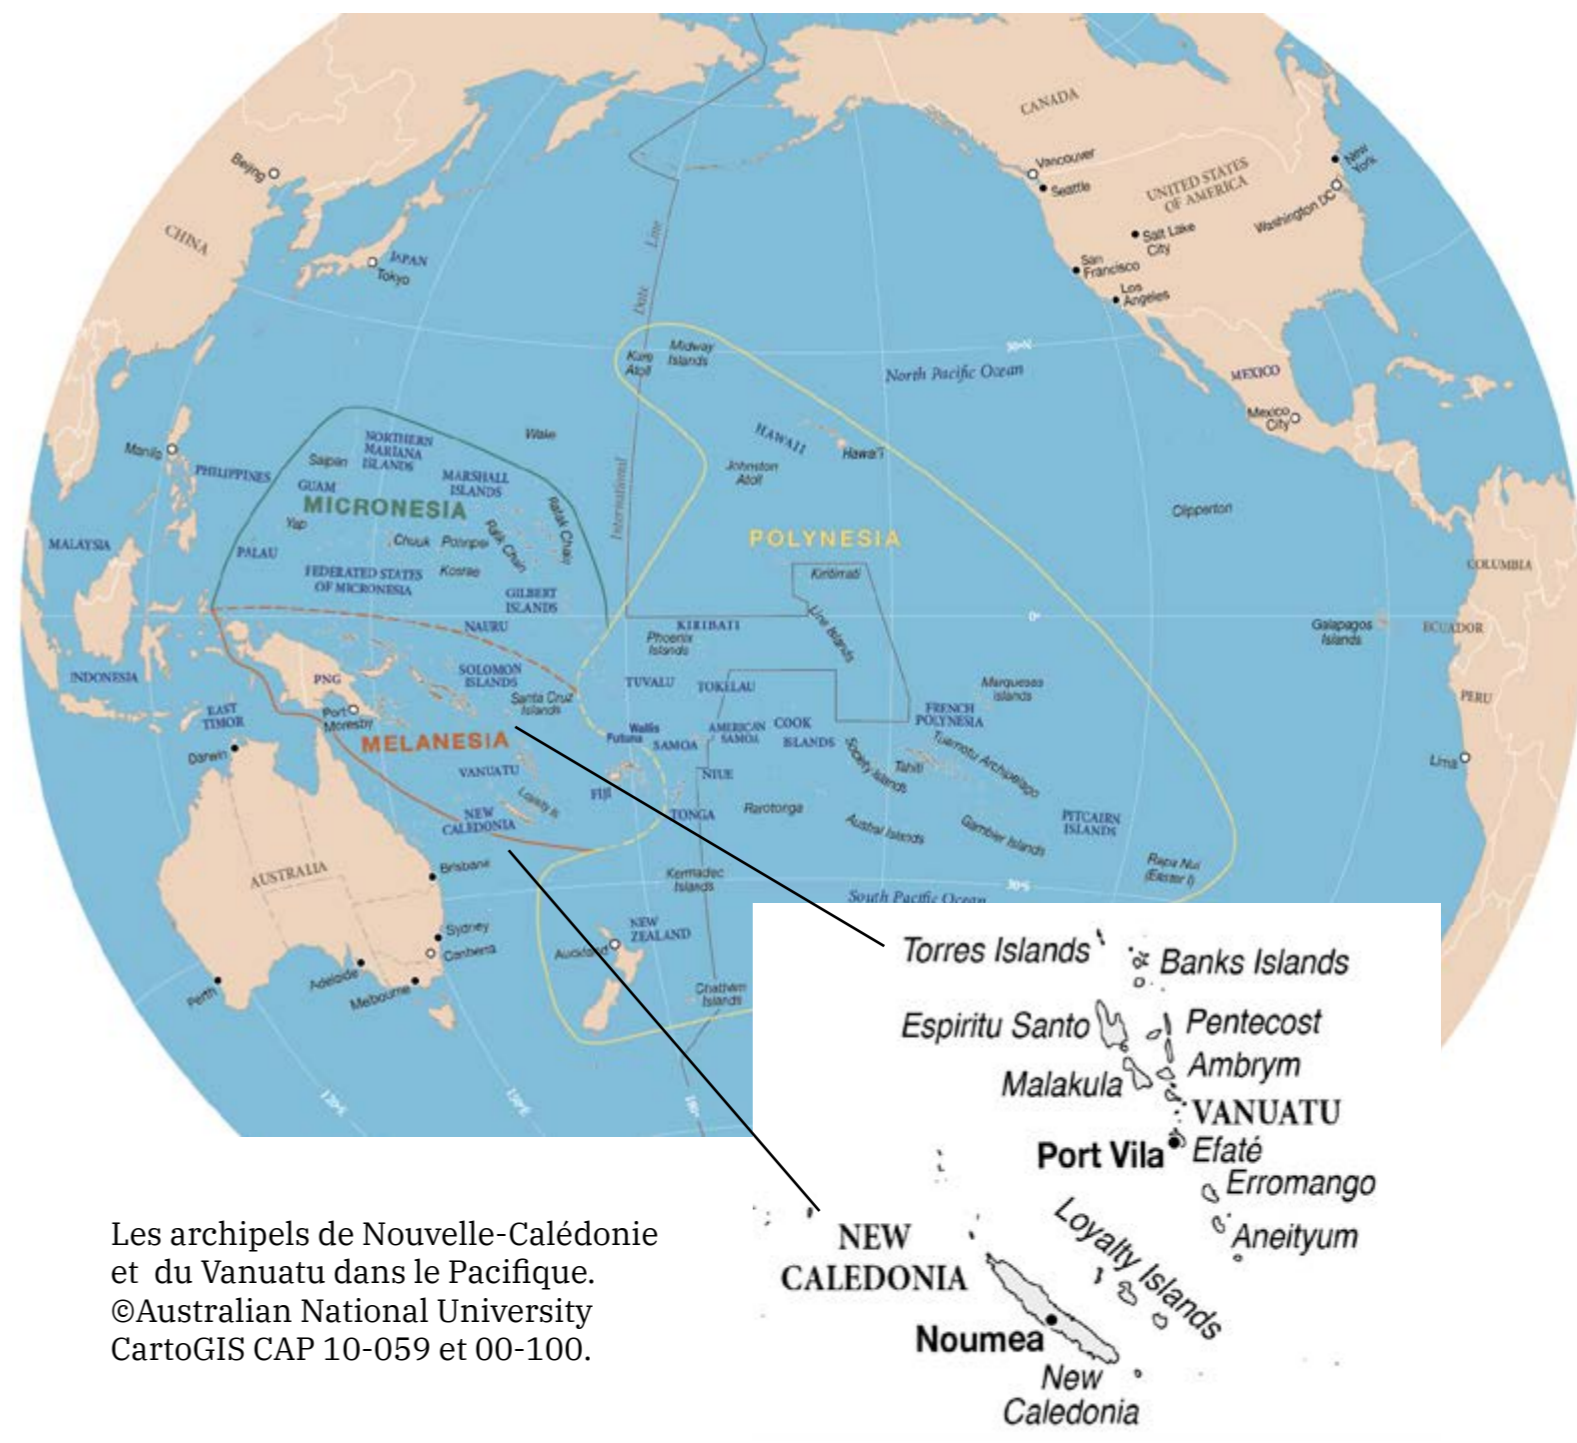 CANADA
Vancouver
Seattle
New
York
UNITED STATES
OF AMERICA
Washington DC
Salt Lake
City
San
Francisco
Los
Angeles
Beijng
CHINA
JAPAN
Tokyo
International
Date
Line
30°N
Kure
Atoll
Midway
Islands
North Pacific Ocean
MEXICO
Mexico
City
Manila
PHILIPPINES
NORTHERN
MARIANA
ISLANDS
Saipan
Wake
HAWAII
Hawai'i
Johnston
Atoll
GUAM
MARSHALL
ISLANDS
MICRONESIA
Yap
Ratak Chain
Ralik Chain
Clipperton
MALAYSIA
PALAU
Chuuk
Pohnpei
POLYNESIA
FEDERATED STATES
OF MICRONESIA
Kosrae
Kiritimati
COLUMBIA
GILBERT
ISLANDS
Line Islands
0°
NAURU
KIRIBATI
Phoenix
Islands
Galapagos
Islands
ECUADOR
INDONESIA
PNG
SOLOMON
ISLANDS
Santa Cruz
Islands
TUVALU
TOKELAU
Marquesas
Islands
PERU
EAST
TIMOR
Port
Moresby
FRENCH
POLYNESIA
Darwin
MELANESIA
Wallis
Futuna
SAMOA
AMERICAN
SAMOA
COOK
ISLANDS
Society Islands
Tahiti
Tuamotu Archipelago
Lima
VANUATU
FIJI
NIUE
Loyalty Is
NEW
CALEDONIA
TONGA
Rarotonga
Austral Islands
Gambier Islands
PITCAIRN
ISLANDS
AUSTRALIA
Brisbane
Kermadec
Islands
Rapa Nui
(Easter I)
30°S
South Pacific Ocean
Sydney
Canberra
NEW
ZEALAND
Auckland
Perth
Adelaide
Melbourne
Chatham
Islands
120°E
150°E
180°
Torres Islands
Banks Islands
Espiritu Santo
Pentecost
Ambrym
Malakula
VANUATU
Port Vila
Efaté
Erromango
Aneityum
Loyalty Islands
NEW
CALEDONIA
Noumea
New
Caledonia
Les archipels de Nouvelle-Calédonie
et du Vanuatu dans le Pacifique.
©Australian National University
CartoGIS CAP 10-059 et 00-100.